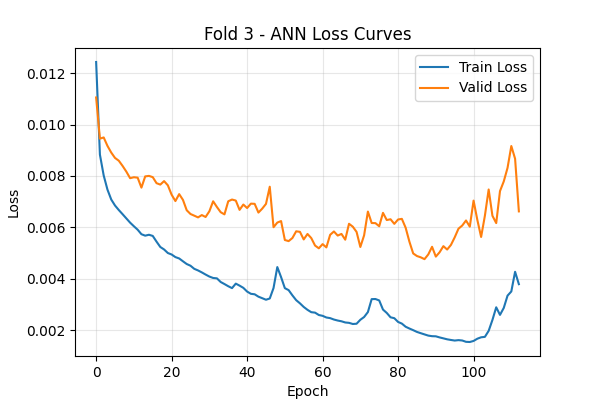 Fold 3 - ANN Loss Curves
Train Loss
Valid Loss
0.012
0.010
0.008
0.006
0.004
0.002
Loss
0 20 40 60 80 100
Epoch